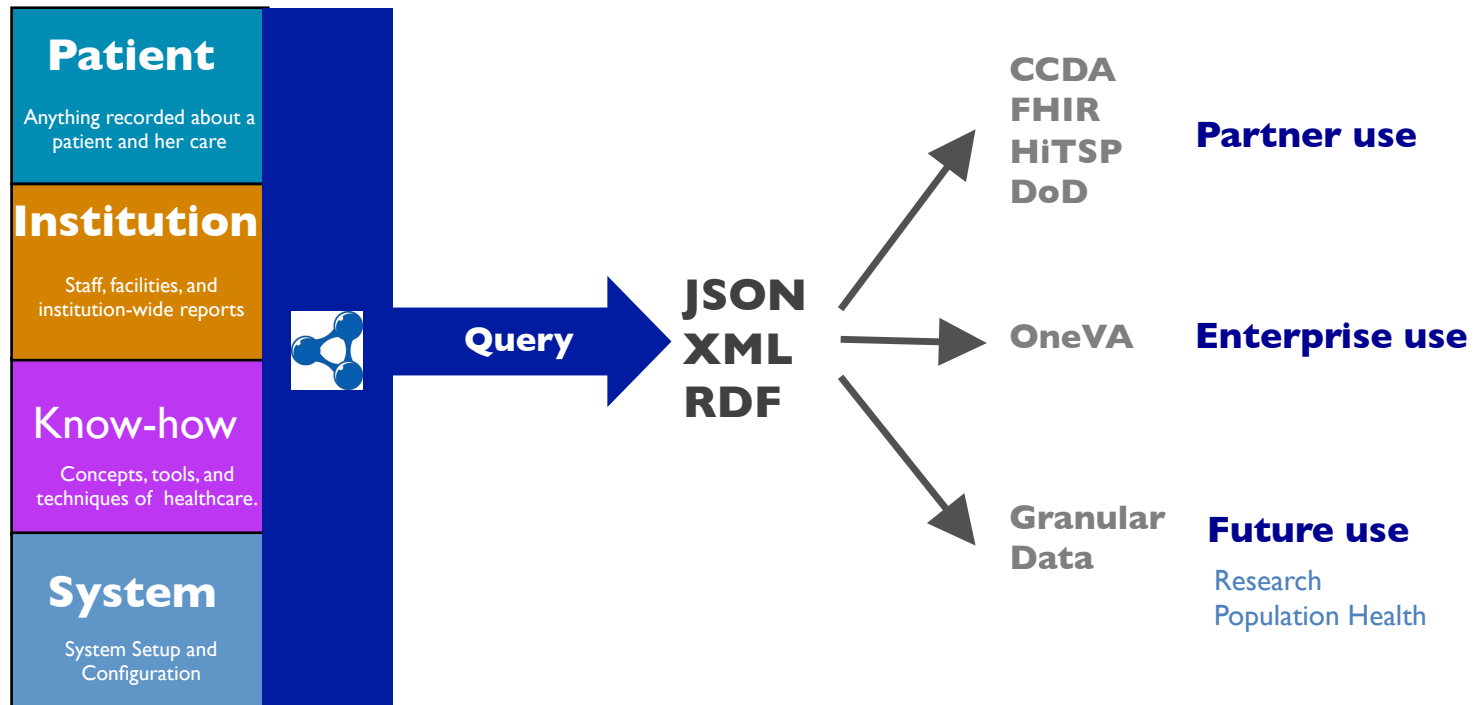 Patient
Anything recorded about a
patient and her care
Institution
Staff, facilities, and
institution-wide reports
Know-how
Concepts, tools, and
techniques of healthcare.
System
System Setup and
Configuration
Query
JSON
XML
RDF
CCDA
FHIR
HiTSP
DoD
Partner use
OneVA
Enterprise use
Granular
Data
Future use
Research
Population Health